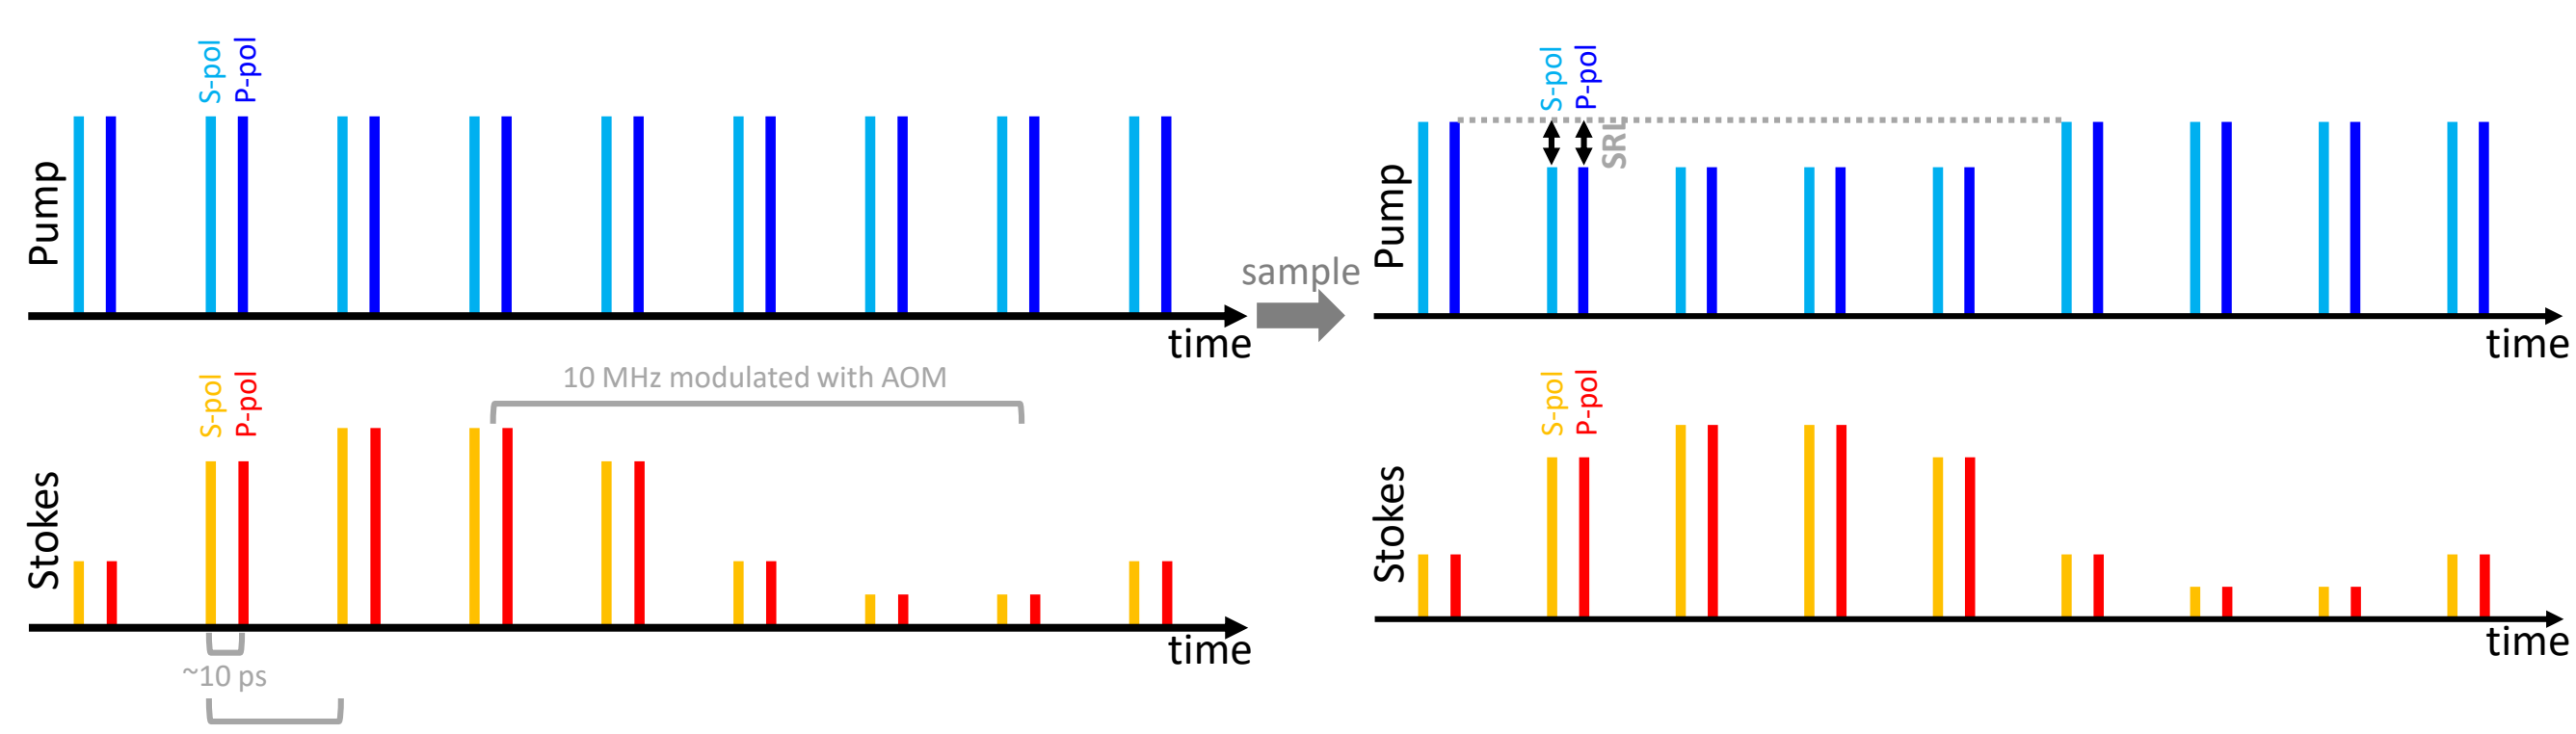 S-pol
P-pol
Pump
time
sample
S-pol
P-pol
SRL
Pump
time
10 MHz modulated with AOM
S-pol
P-pol
Stokes
time
~10 ps
S-pol
P-pol
Stokes
time